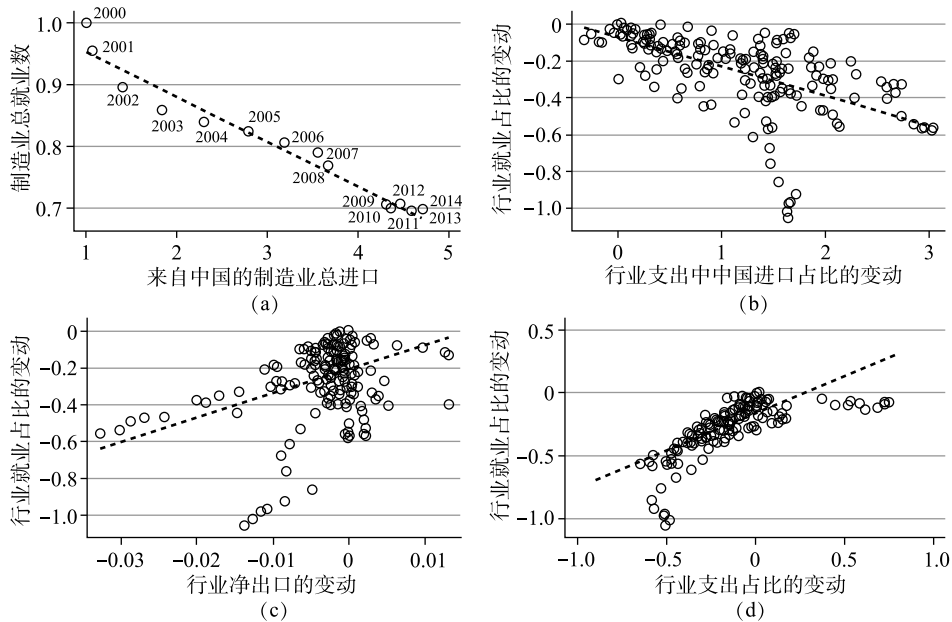 制造业总就业数
1.0
0.9
0.8
0.7
2000
2001
2002
2003
2004
2005
2006
2007
2008
2009
2010
2011
2012
2013
2014
1 2 3 4 5
来自中国的制造业总进口
(a)
行业就业占比的变动
0
-0.2
-0.4
-0.6
-0.8
-1.0
0 1 2 3
行业支出中中国进口占比的变动
(b)
行业就业占比的变动
0
-0.2
-0.4
-0.6
-0.8
-1.0
-0.03 -0.02 -0.01 0 0.01
行业净出口的变动
(c)
行业就业占比的变动
0.5
0
-0.5
-1.0
-1.0 -0.5 0 0.5 1.0
行业支出占比的变动
(d)